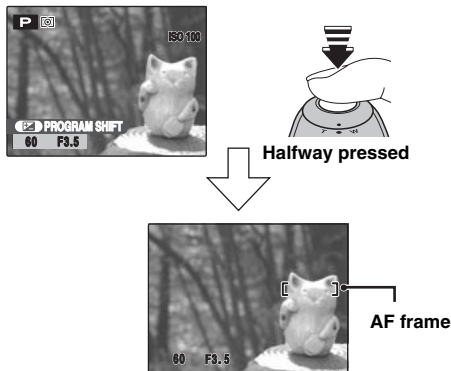 P
ISO 100
PROGRAM SHIFT
60 F3.5
T W
Halfway pressed
AF frame
60 F3.5